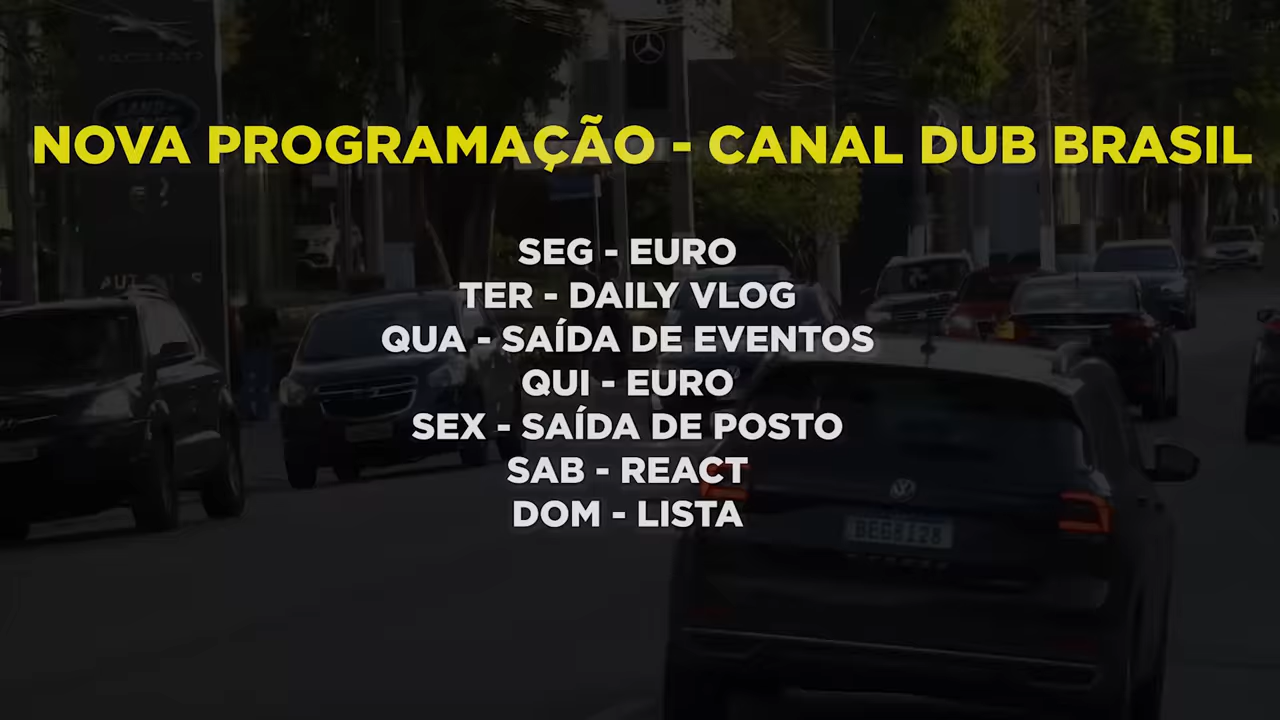 NOVA PROGRAMAÇÃO - CANAL DUB BRASIL
SEG - EURO
TER - DAILY VLOG
QUA - SAÍDA DE EVENTOS
QUI - EURO
SEX - SAÍDA DE POSTO
SAB - REACT
DOM - LISTA